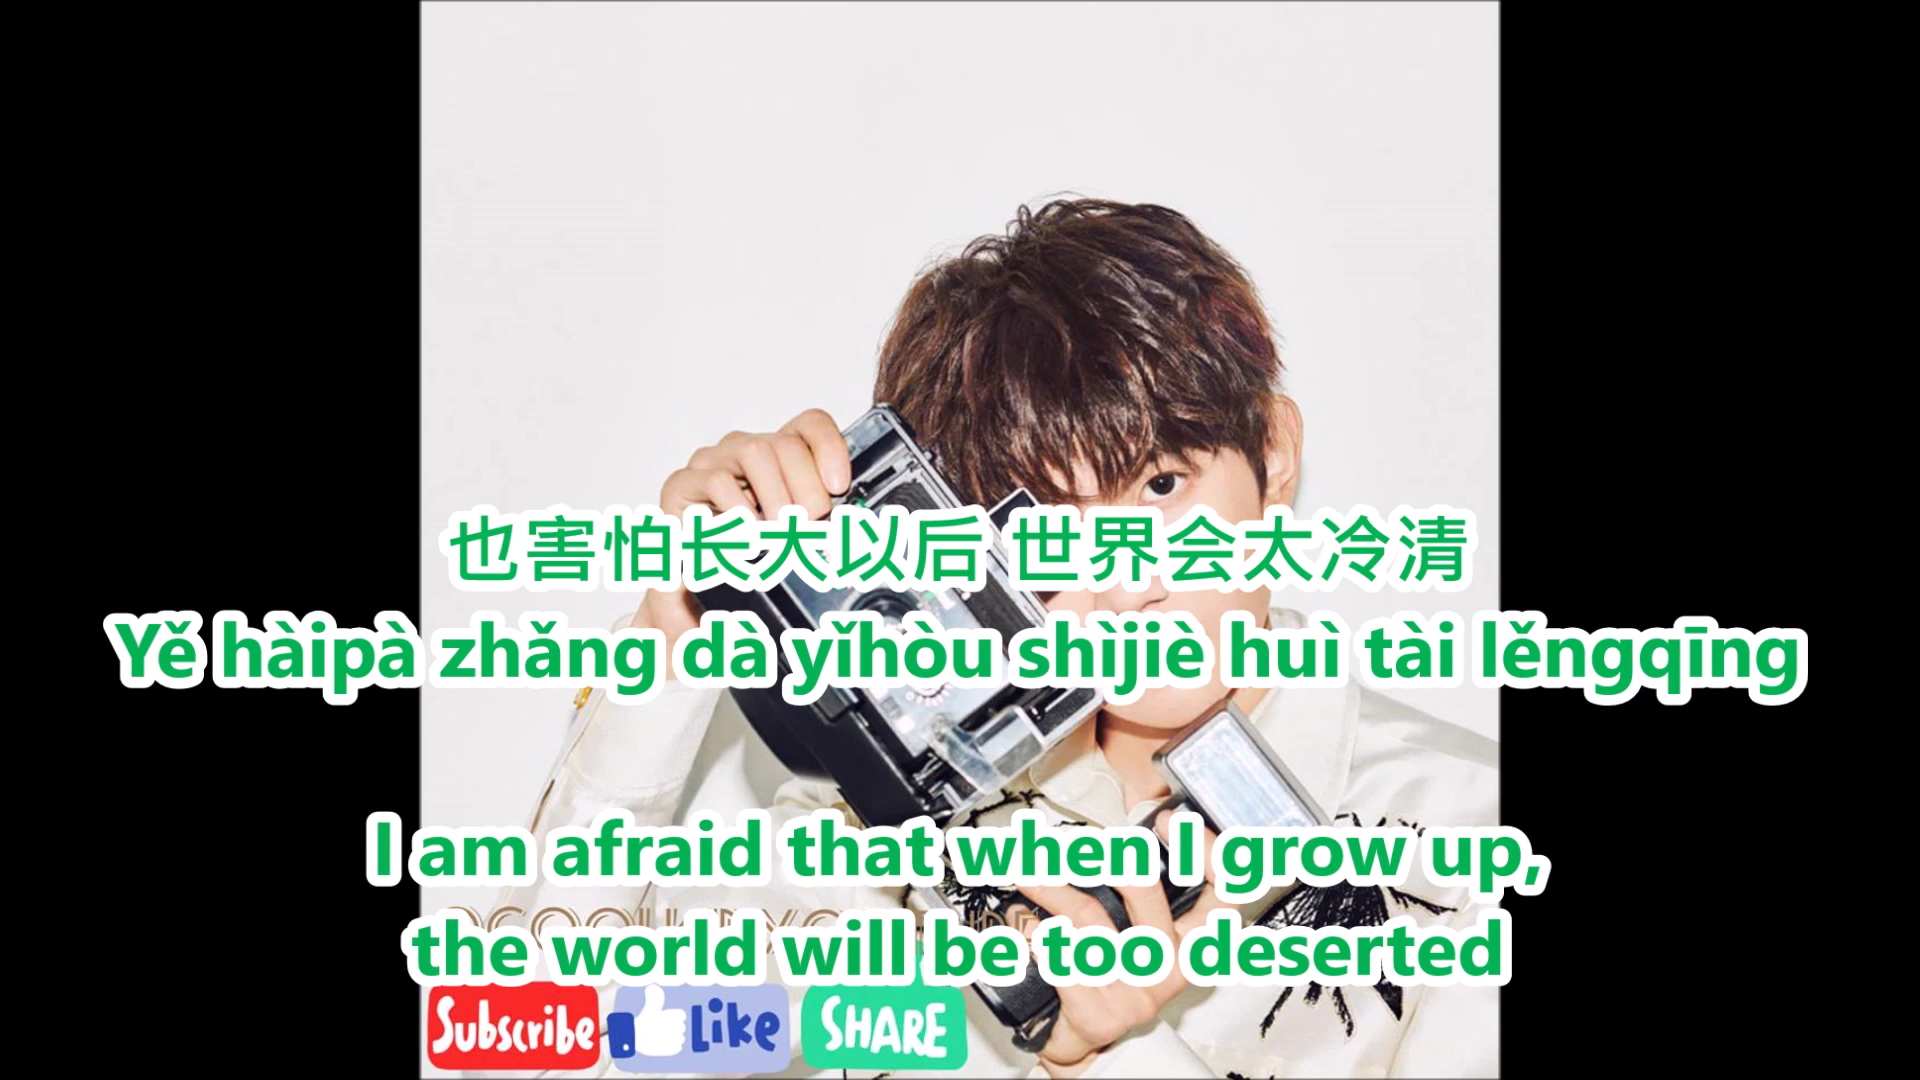 也害怕长大以后 世界会太冷清
Yě hàipà zhǎng dà yǐhòu shìjiè huì tài lěngqīng
I am afraid that when I grow up,
the world will be too deserted
Subscribe Like SHARE